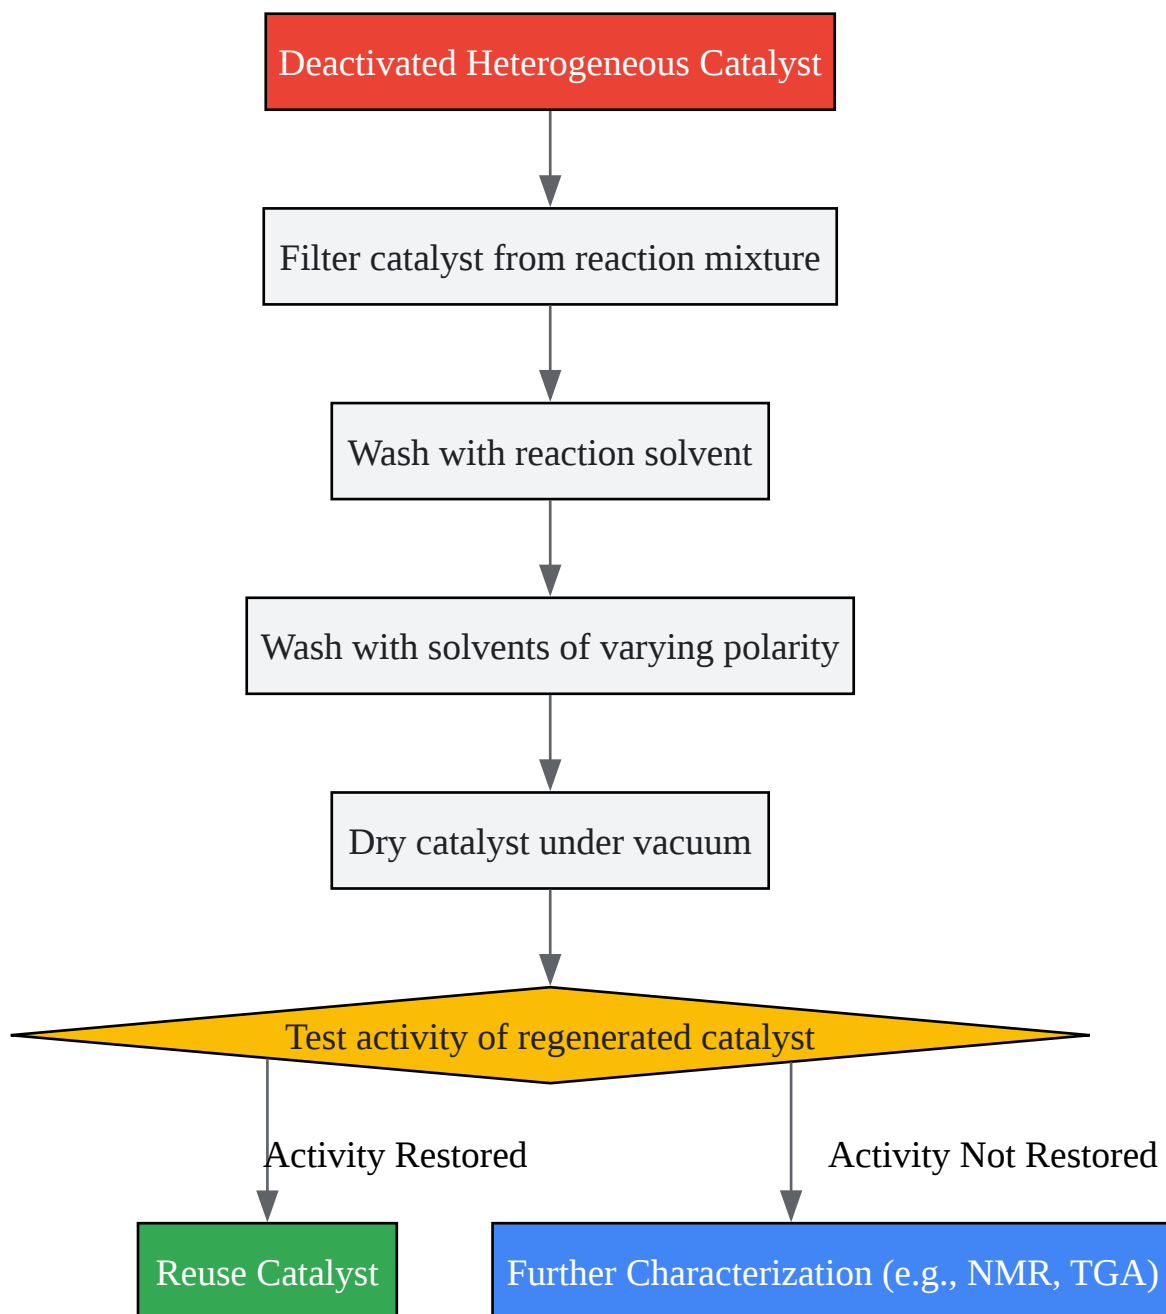 Deactivated Heterogeneous Catalyst
Filter catalyst from reaction mixture
Wash with reaction solvent
Wash with solvents of varying polarity
Dry catalyst under vacuum
Test activity of regenerated catalyst
Activity Restored
Activity Not Restored
Reuse Catalyst
Further Characterization (e.g., NMR, TGA)